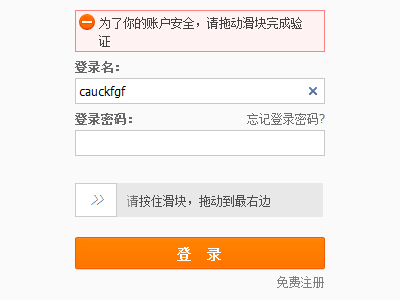 为了你的账户安全，请拖动滑块完成验
证
登录名：
cauckfgf
登录密码： 忘记登录密码?
请按住滑块，拖动到最右边
登 录
免费注册